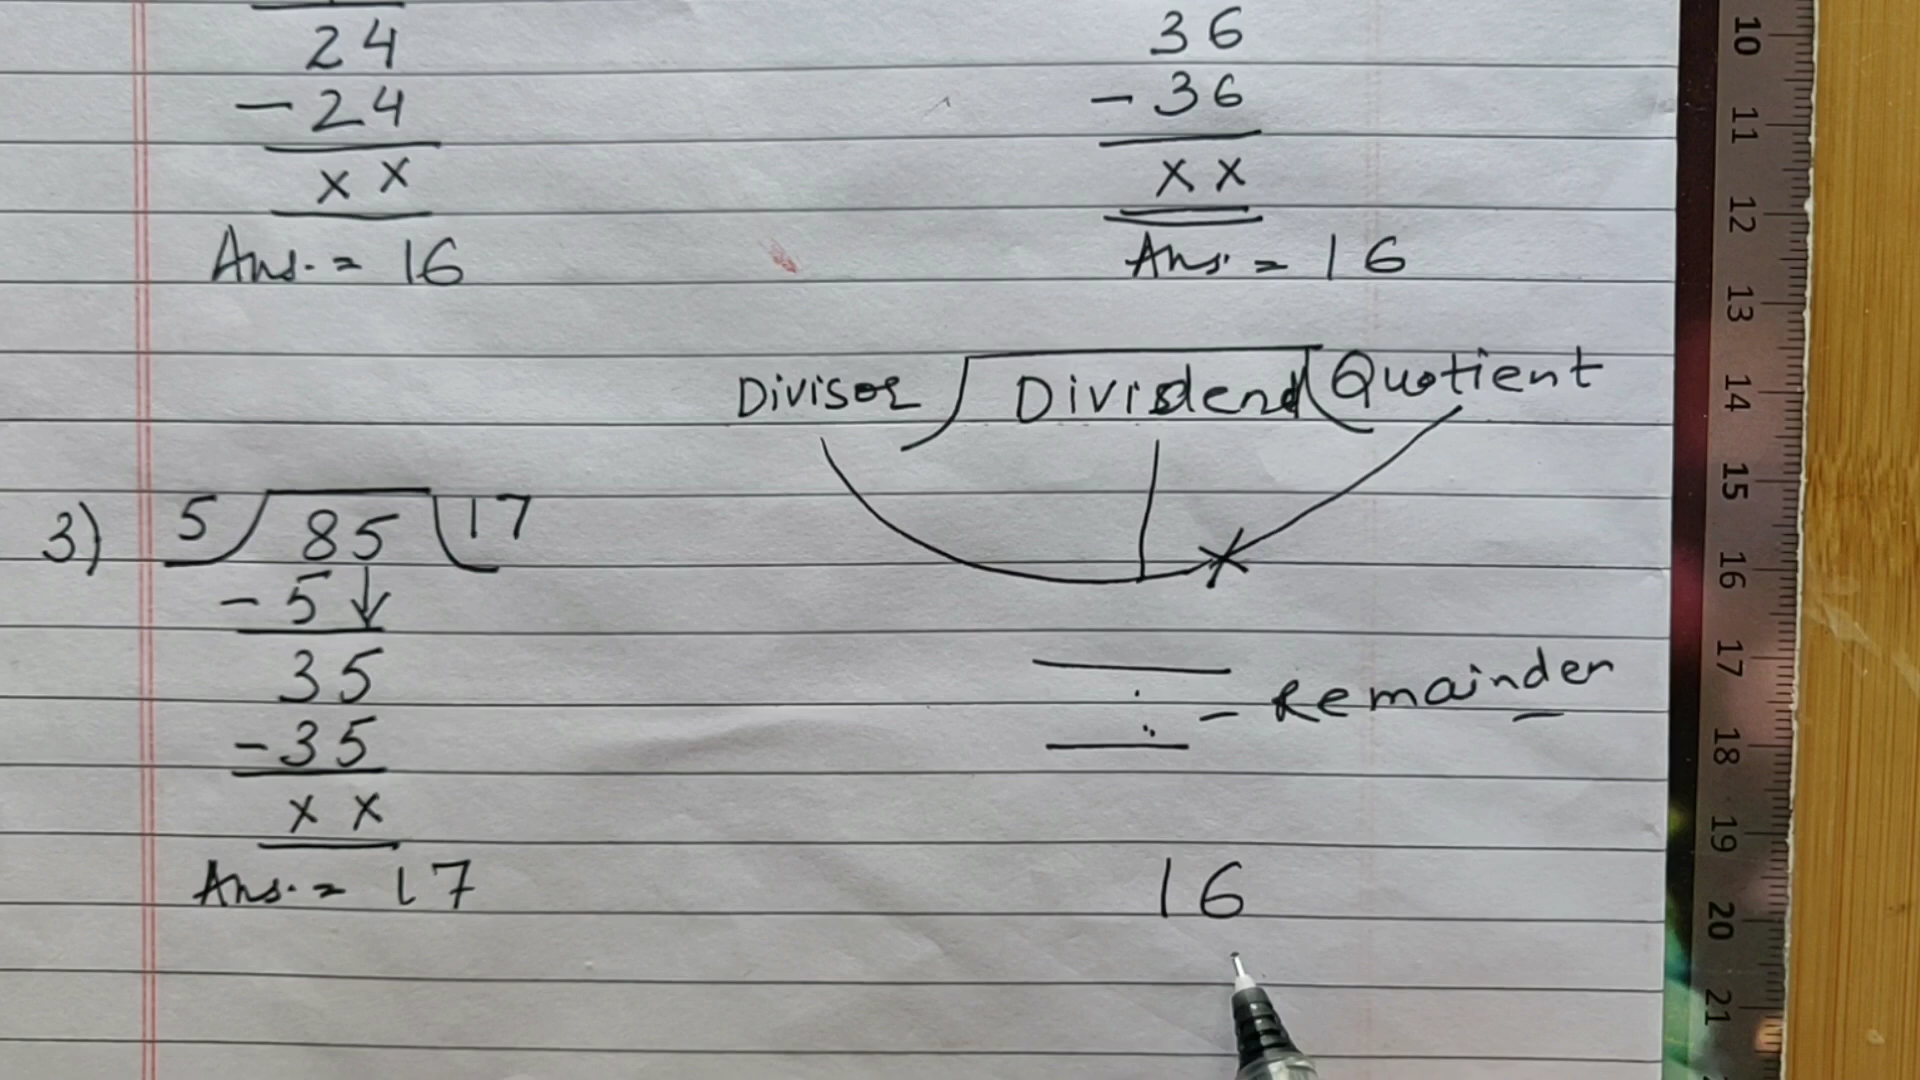 24
- 24
x x
Ans. = 16
36
- 36
x x
Ans. = 16
Divisor Dividend Quotient
- Remainder
16
3) 5 85 17
- 5 ↓
35
- 35
x x
Ans. = 17
10
11
12
13
14
15
16
17
18
19
20
21